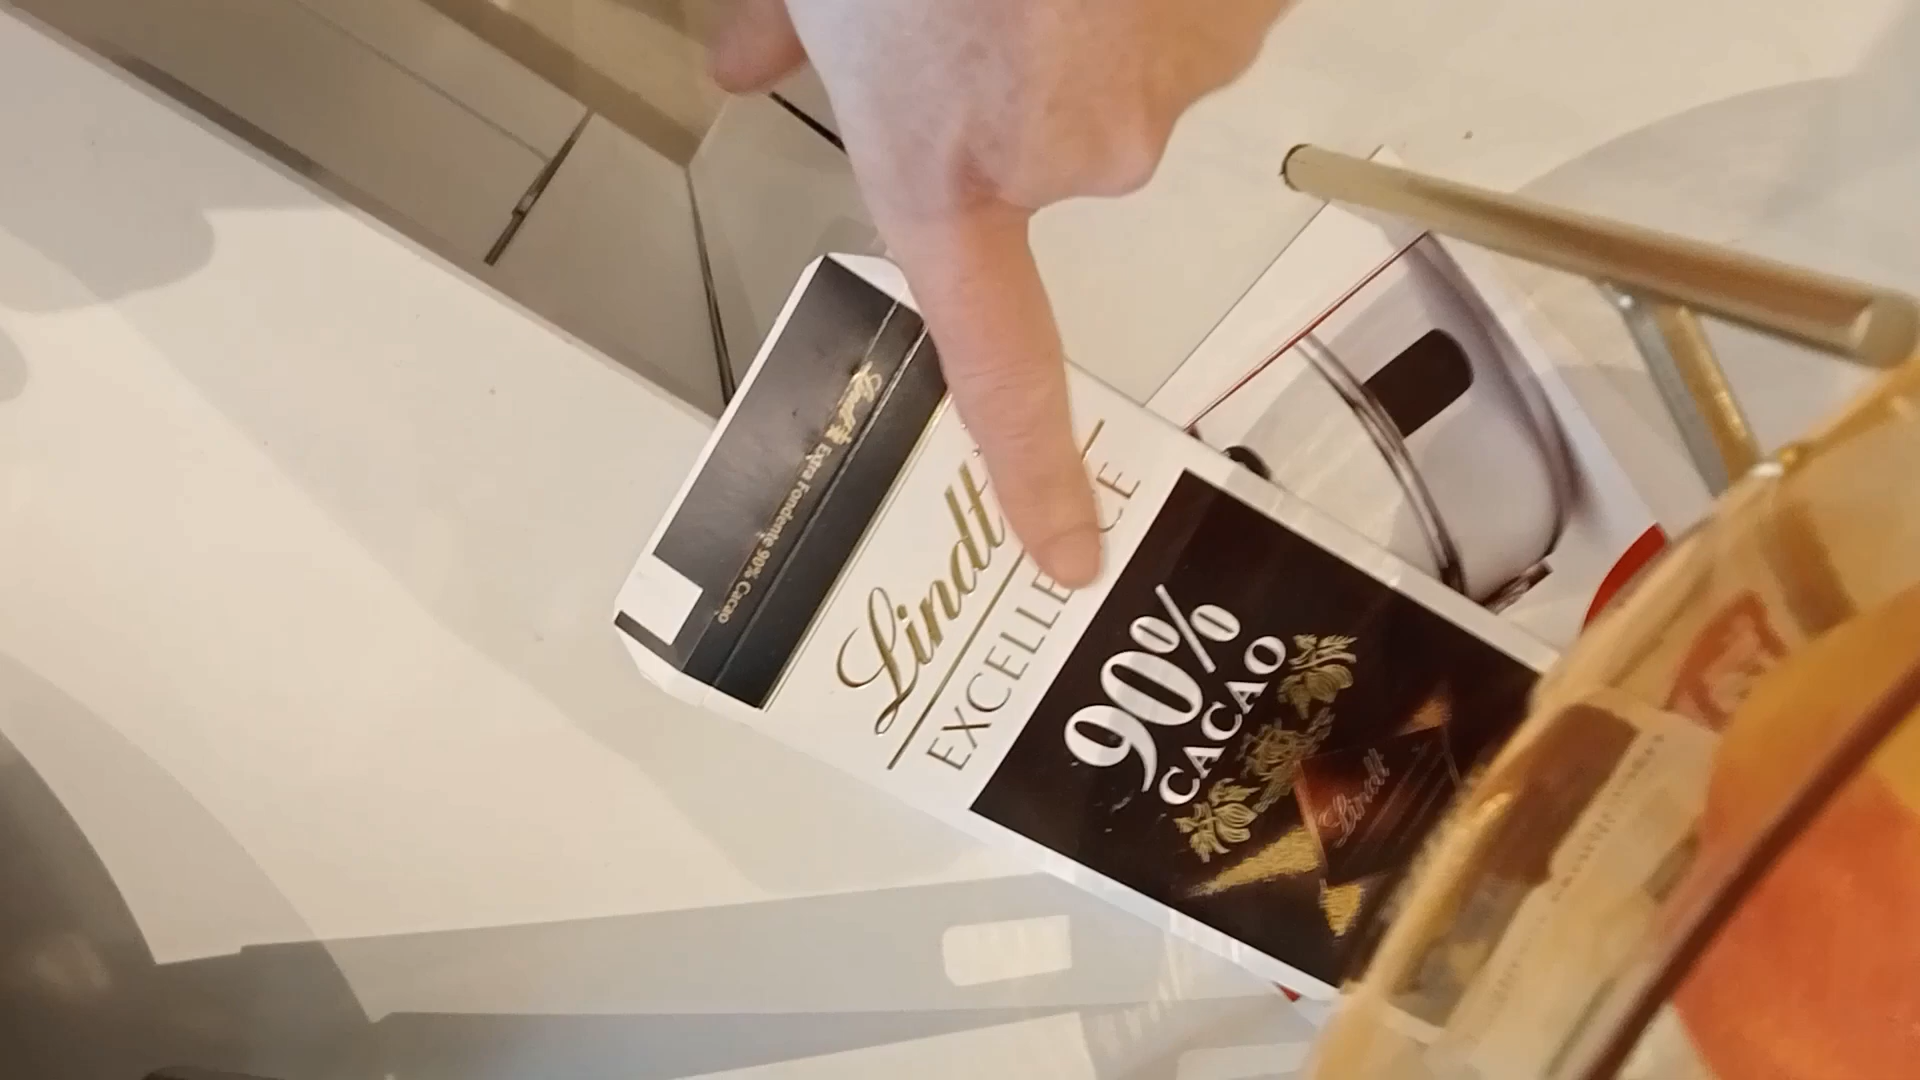 Lindt Extra Fondente 90% Cacao
Lindt
EXCELLENCE
90%
CACAO
Lindt